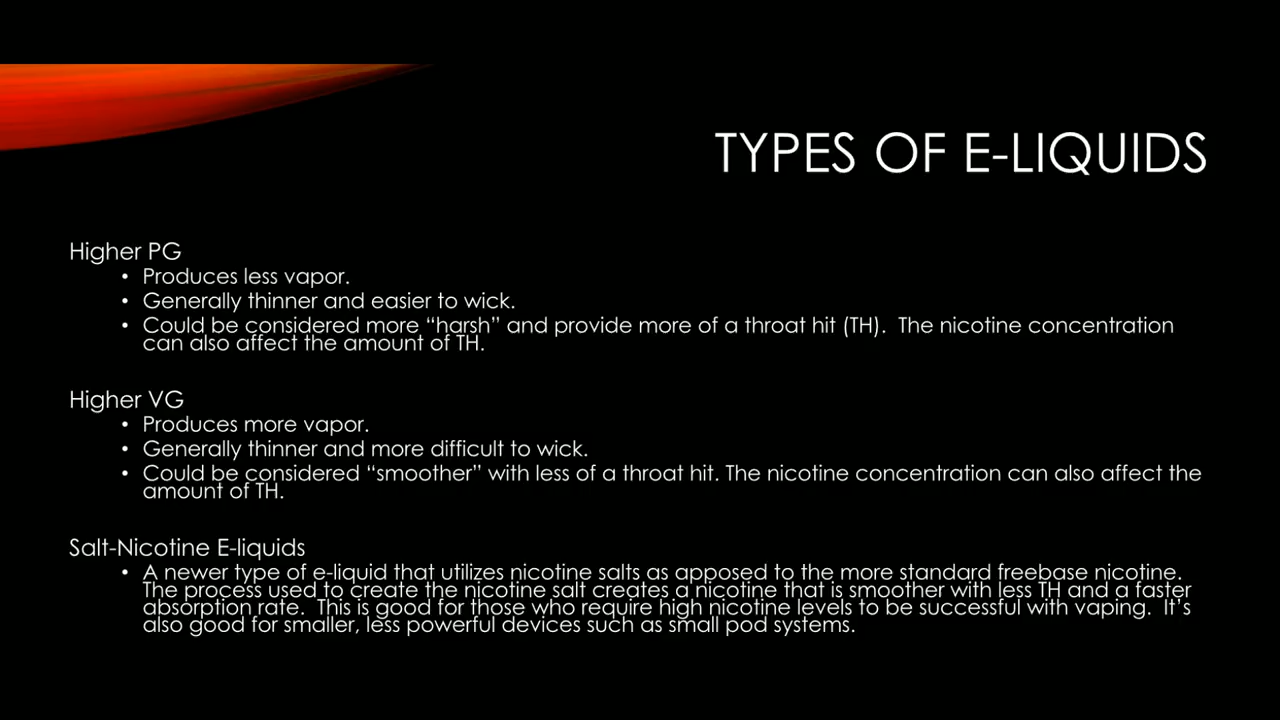 TYPES OF E-LIQUIDS
Higher PG
• Produces less vapor.
• Generally thinner and easier to wick.
• Could be considered more “harsh” and provide more of a throat hit (TH).  The nicotine concentration
can also affect the amount of TH.
Higher VG
• Produces more vapor.
• Generally thinner and more difficult to wick.
• Could be considered “smoother” with less of a throat hit. The nicotine concentration can also affect the
amount of TH.
Salt-Nicotine E-liquids
• A newer type of e-liquid that utilizes nicotine salts as apposed to the more standard freebase nicotine.
The process used to create the nicotine salt creates a nicotine that is smoother with less TH and a faster
absorption rate.  This is good for those who require high nicotine levels to be successful with vaping.  It’s
also good for smaller, less powerful devices such as small pod systems.